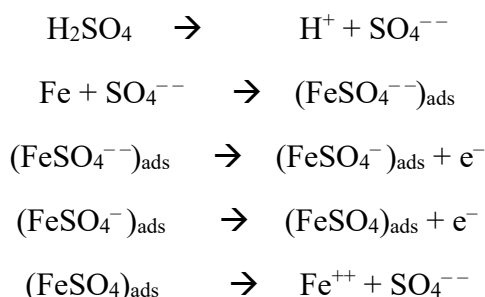 H₂SO₄ → H⁺ + SO₄⁻⁻
Fe + SO₄⁻⁻ → (FeSO₄⁻⁻)ads
(FeSO₄⁻⁻)ads → (FeSO₄⁻)ads + e⁻
(FeSO₄⁻)ads → (FeSO₄)ads + e⁻
(FeSO₄)ads → Fe⁺⁺ + SO₄⁻⁻